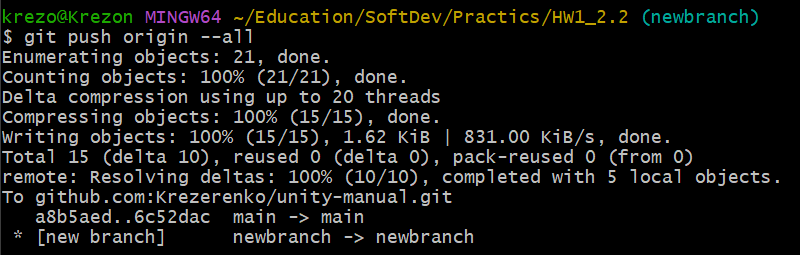 krezo@Krezon MINGW64 ~/Education/SoftDev/Practics/HW1_2.2 (newbranch)
$ git push origin --all
Enumerating objects: 21, done.
Counting objects: 100% (21/21), done.
Delta compression using up to 20 threads
Compressing objects: 100% (15/15), done.
Writing objects: 100% (15/15), 1.62 KiB | 831.00 KiB/s, done.
Total 15 (delta 10), reused 0 (delta 0), pack-reused 0 (from 0)
remote: Resolving deltas: 100% (10/10), completed with 5 local objects.
To github.com:Krezerenko/unity-manual.git
   a8b5aed..6c52dac  main -> main
 * [new branch]      newbranch -> newbranch